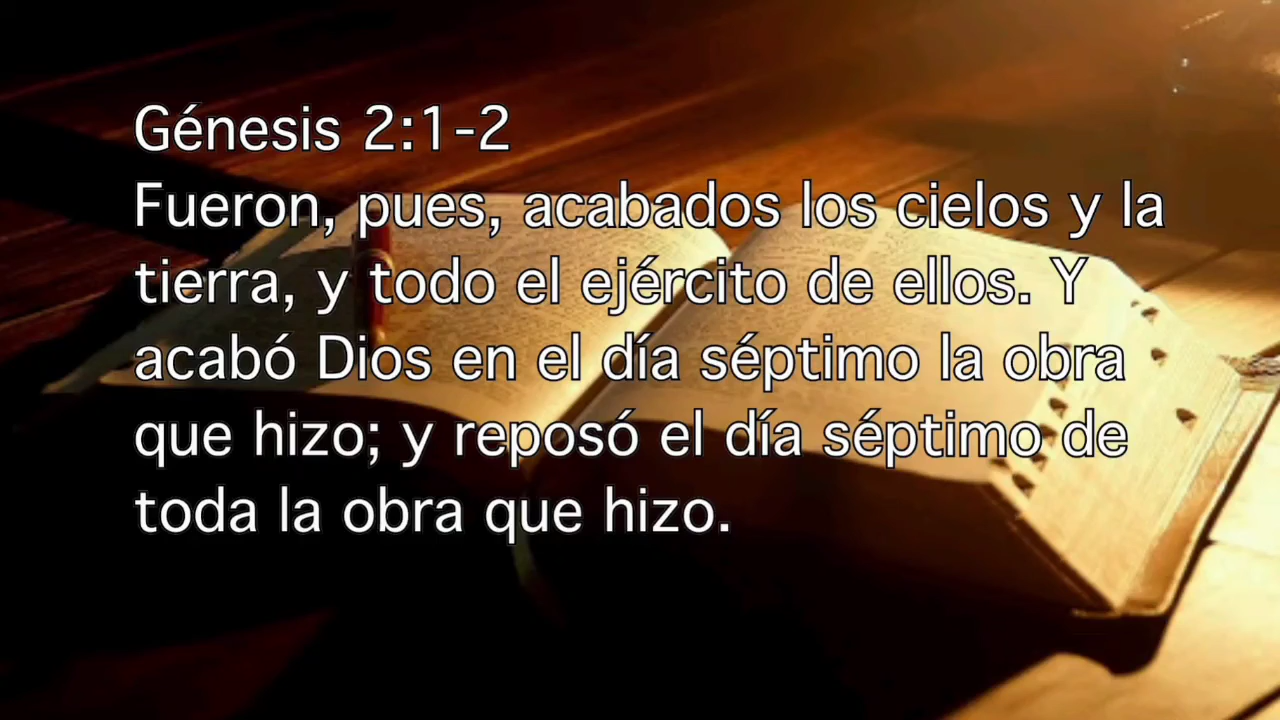 Génesis 2:1-2
Fueron, pues, acabados los cielos y la
tierra, y todo el ejército de ellos. Y
acabó Dios en el día séptimo la obra
que hizo; y reposó el día séptimo de
toda la obra que hizo.